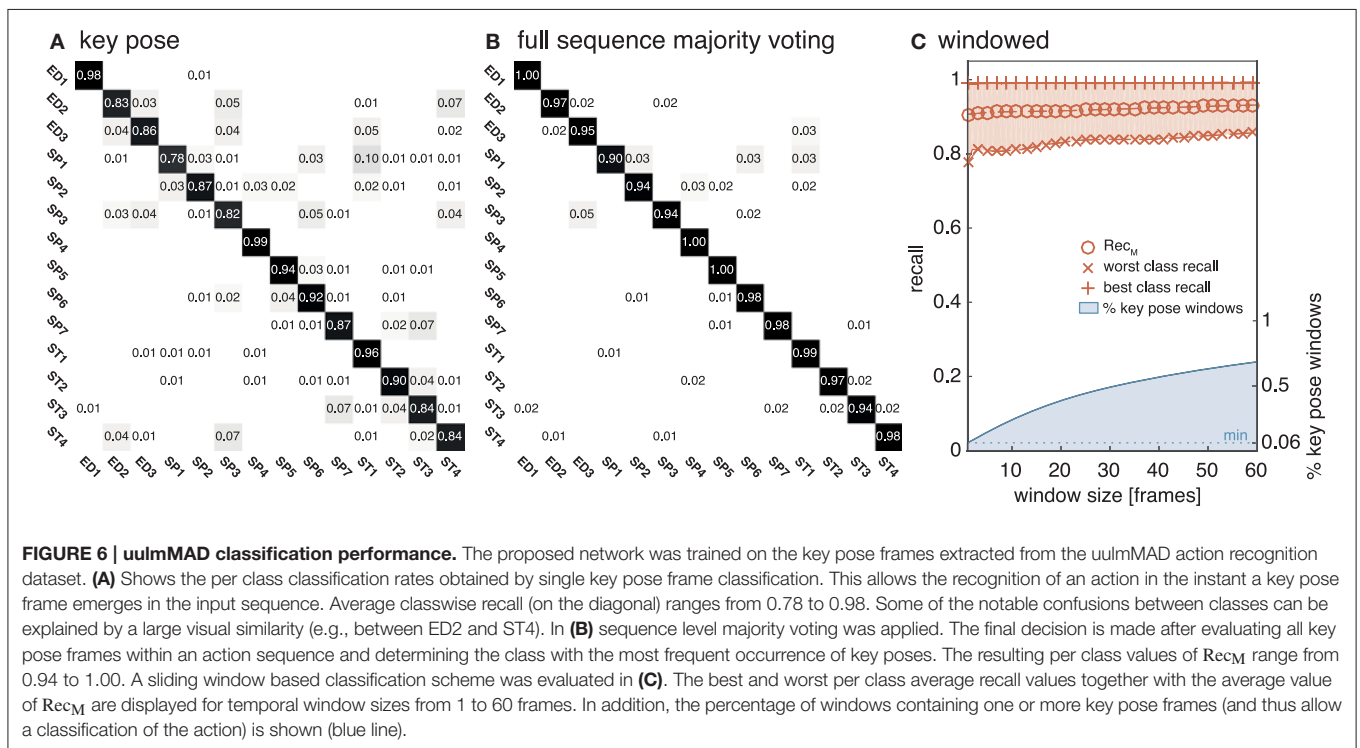 A key pose
ED1 0.98 0.01
ED2 0.83 0.03 0.05 0.01 0.07
ED3 0.04 0.86 0.04 0.05 0.02
SP1 0.01 0.78 0.03 0.01 0.03 0.10 0.01 0.01 0.01
SP2 0.03 0.87 0.01 0.03 0.02 0.02 0.01 0.01
SP3 0.03 0.04 0.01 0.82 0.05 0.01 0.04
SP4 0.99
SP5 0.94 0.03 0.01 0.01 0.01
SP6 0.01 0.02 0.04 0.92 0.01 0.01
SP7 0.01 0.01 0.87 0.02 0.07
ST1 0.01 0.01 0.01 0.01 0.96
ST2 0.01 0.01 0.01 0.01 0.90 0.04 0.01
ST3 0.01 0.07 0.01 0.04 0.84 0.01
ST4 0.04 0.01 0.07 0.01 0.02 0.84
ED1 ED2 ED3 SP1 SP2 SP3 SP4 SP5 SP6 SP7 ST1 ST2 ST3 ST4
B full sequence majority voting
1.00
0.97 0.02 0.02
0.02 0.95 0.03
0.90 0.03 0.03 0.03
0.94 0.03 0.02 0.02
0.05 0.94 0.02
1.00
1.00
0.01 0.01 0.98
0.01 0.98 0.01
0.01 0.99
0.02 0.97 0.02
0.02 0.02 0.02 0.94 0.02
0.01 0.01 0.98
ED1 ED2 ED3 SP1 SP2 SP3 SP4 SP5 SP6 SP7 ST1 ST2 ST3 ST4
C windowed
recall
1
0.8
0.6
0.4
0.2
0
RecM
worst class recall
best class recall
% key pose windows
min
1
0.5
0.06
% key pose windows
10 20 30 40 50 60
window size [frames]
FIGURE 6 | uulmMAD classification performance. The proposed network was trained on the key pose frames extracted from the uulmMAD action recognition
dataset. (A) Shows the per class classification rates obtained by single key pose frame classification. This allows the recognition of an action in the instant a key pose
frame emerges in the input sequence. Average classwise recall (on the diagonal) ranges from 0.78 to 0.98. Some of the notable confusions between classes can be
explained by a large visual similarity (e.g., between ED2 and ST4). In (B) sequence level majority voting was applied. The final decision is made after evaluating all key
pose frames within an action sequence and determining the class with the most frequent occurrence of key poses. The resulting per class values of RecM range from
0.94 to 1.00. A sliding window based classification scheme was evaluated in (C). The best and worst per class average recall values together with the average value
of RecM are displayed for temporal window sizes from 1 to 60 frames. In addition, the percentage of windows containing one or more key pose frames (and thus allow
a classification of the action) is shown (blue line).